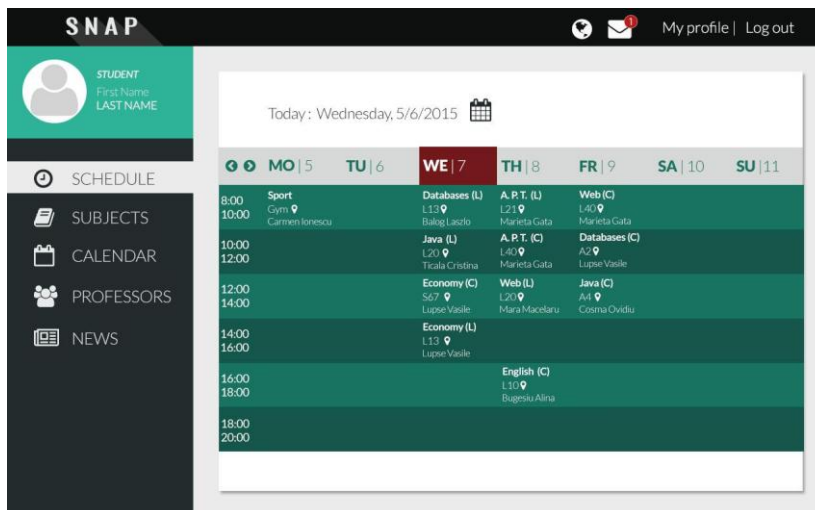 SNAP
1
My profile | Log out
STUDENT
First Name
LAST NAME
SCHEDULE
SUBJECTS
CALENDAR
PROFESSORS
NEWS
Today : Wednesday, 5/6/2015
MO | 5 TU | 6 WE | 7 TH | 8 FR | 9 SA | 10 SU | 11
8:00 Sport Databases (L) A. P. T. (L) Web (C)
10:00 Gym L13 L21 L40
Carmen Ionescu Balog Laszlo Marieta Gata Marieta Gata
10:00 Java (L) A. P. T. (C) Databases (C)
12:00 L20 L40 A2
Ticala Cristina Marieta Gata Lupse Vasile
12:00 Economy (C) Web (L) Java (C)
14:00 S67 L20 A4
Lupse Vasile Mara Macelaru Cosma Ovidiu
14:00 Economy (L)
16:00 L13
Lupse Vasile
16:00 English (C)
18:00 L10
Bugesiu Alina
18:00
20:00